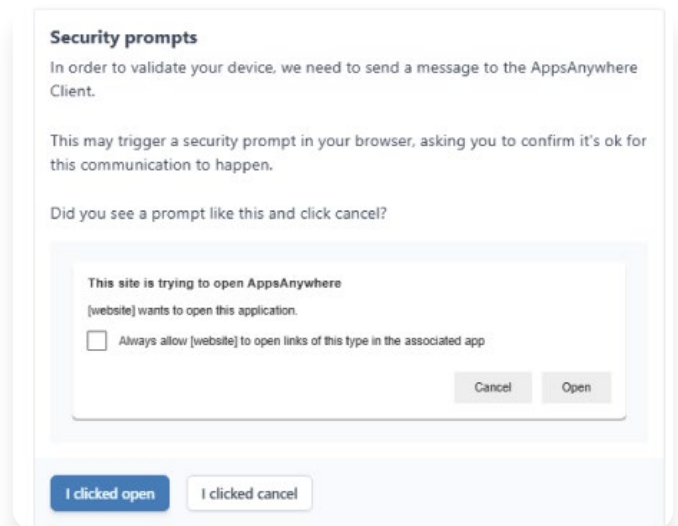 Security prompts
In order to validate your device, we need to send a message to the AppsAnywhere
Client.
This may trigger a security prompt in your browser, asking you to confirm it's ok for
this communication to happen.
Did you see a prompt like this and click cancel?
This site is trying to open AppsAnywhere
[website] wants to open this application.
Always allow [website] to open links of this type in the associated app
Cancel Open
I clicked open I clicked cancel